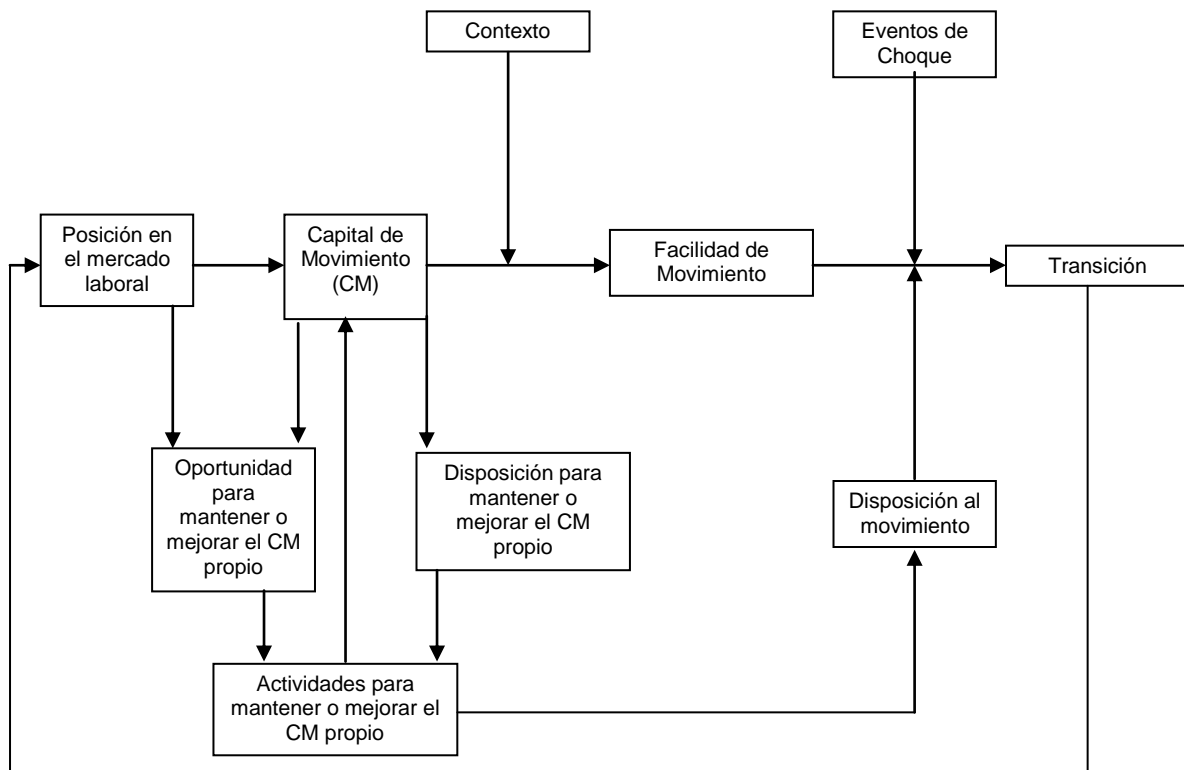 Contexto
Eventos de
Choque
Posición en
el mercado
laboral
Capital de
Movimiento
(CM)
Facilidad de
Movimiento
Transición
Oportunidad
para
mantener o
mejorar el CM
propio
Disposición para
mantener o
mejorar el CM
propio
Disposición al
movimiento
Actividades para
mantener o mejorar el
CM propio